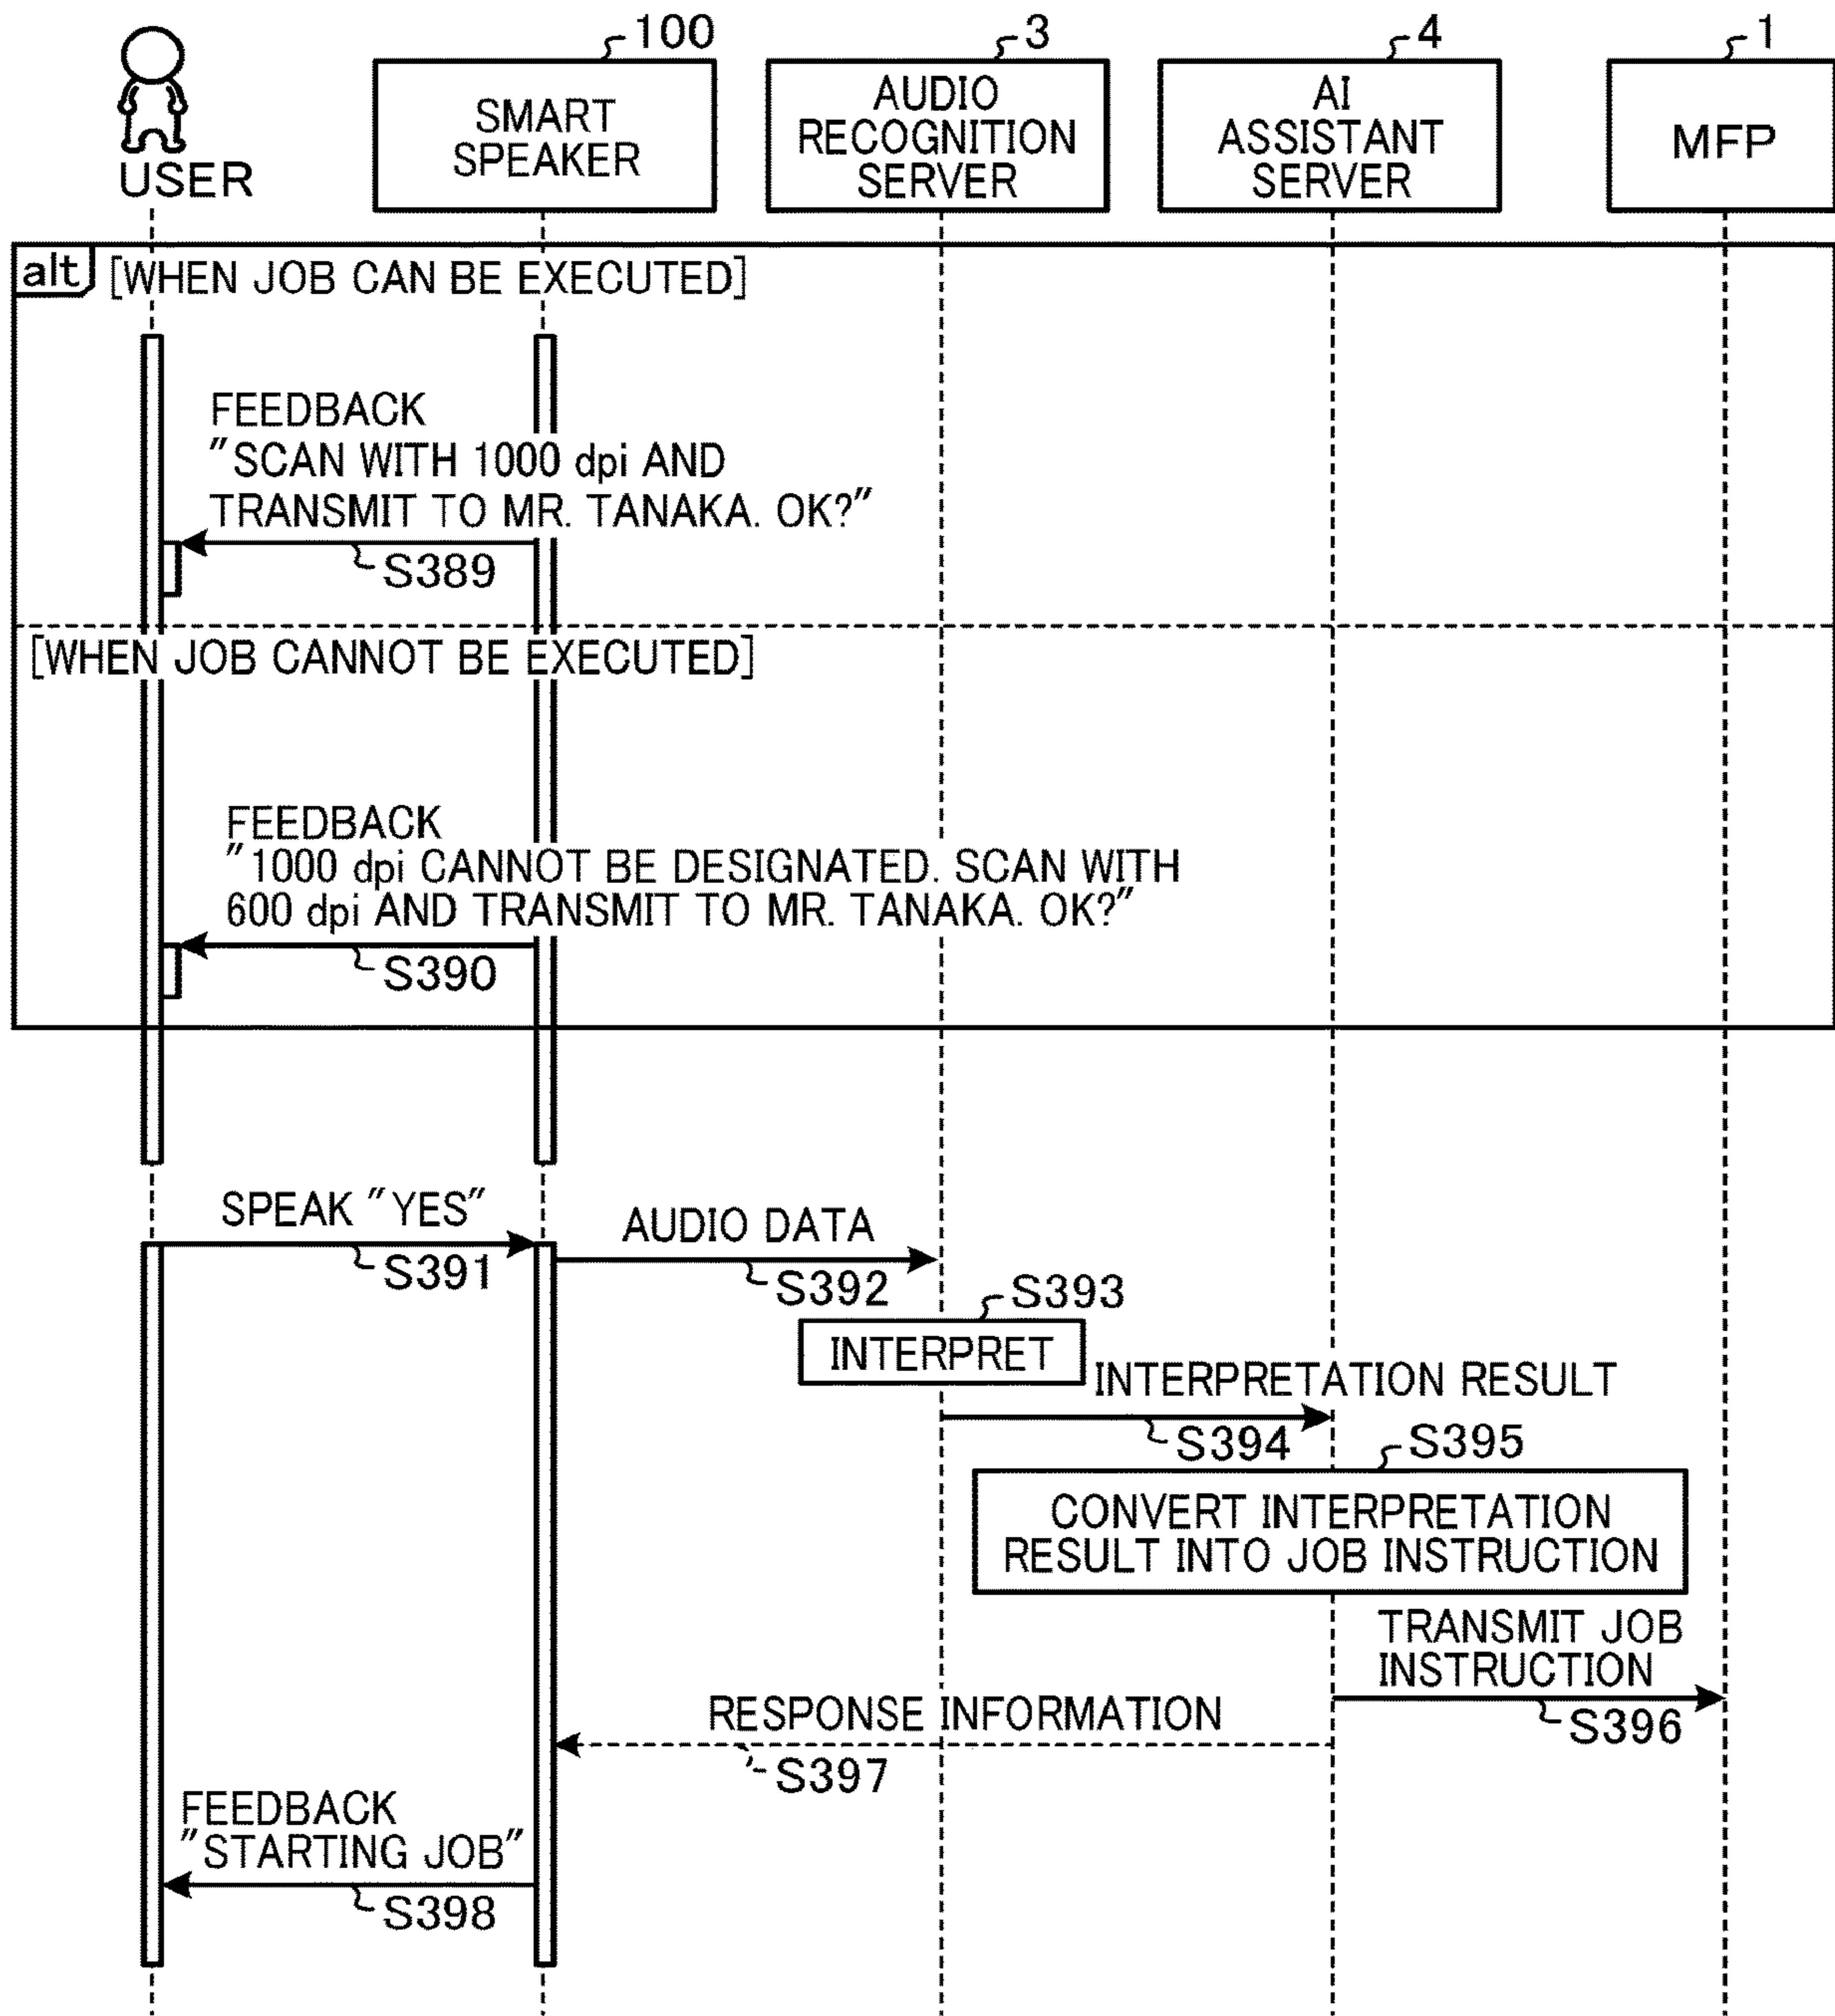 100
3
4
1
USER
SMART
SPEAKER
AUDIO
RECOGNITION
SERVER
AI
ASSISTANT
SERVER
MFP
alt
[WHEN JOB CAN BE EXECUTED]
FEEDBACK
"SCAN WITH 1000 dpi AND
TRANSMIT TO MR. TANAKA. OK?"
S389
[WHEN JOB CANNOT BE EXECUTED]
FEEDBACK
"1000 dpi CANNOT BE DESIGNATED. SCAN WITH
600 dpi AND TRANSMIT TO MR. TANAKA. OK?"
S390
SPEAK "YES"
S391
AUDIO DATA
S392
S393
INTERPRET
INTERPRETATION RESULT
S394
S395
CONVERT INTERPRETATION
RESULT INTO JOB INSTRUCTION
TRANSMIT JOB
INSTRUCTION
S396
RESPONSE INFORMATION
S397
FEEDBACK
"STARTING JOB"
S398